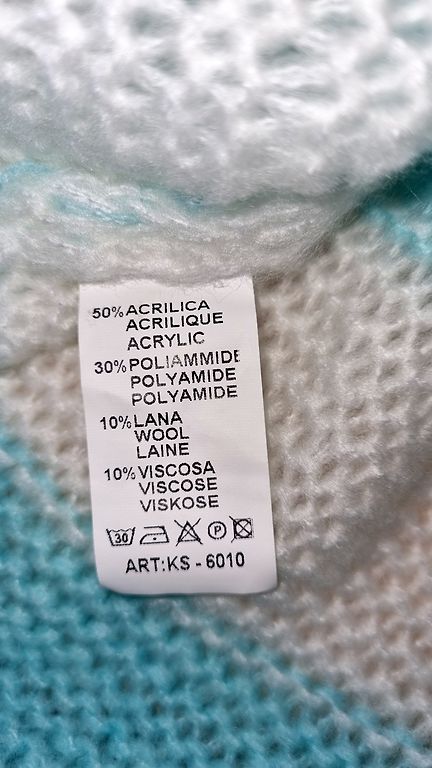 50% ACRILICA
ACRILIQUE
ACRYLIC
30% POLIAMMIDE
POLYAMIDE
POLYAMIDE
10% LANA
WOOL
LAINE
10% VISCOSA
VISCOSE
VISKOSE
30 P
ART:KS - 6010